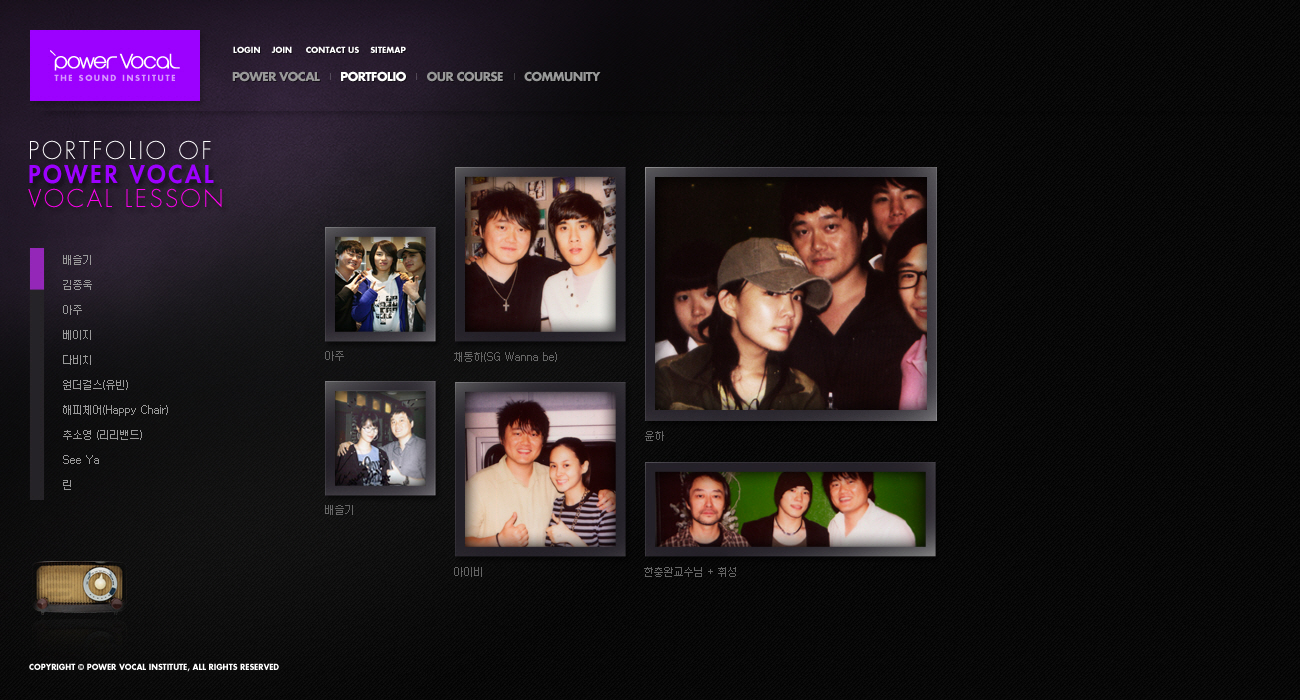 power Vocal
THE SOUND INSTITUTE
LOGIN JOIN CONTACT US SITEMAP
POWER VOCAL PORTFOLIO OUR COURSE COMMUNITY
PORTFOLIO OF
POWER VOCAL
VOCAL LESSON
배슬기
김종욱
아주
베이지
다비치
원더걸스(유빈)
해피체어(Happy Chair)
추소영 (리리밴드)
See Ya
린
아주
채동하(SG Wanna be)
윤하
배슬기
아이비
한충완교수님 + 휘성
COPYRIGHT © POWER VOCAL INSTITUTE, ALL RIGHTS RESERVED